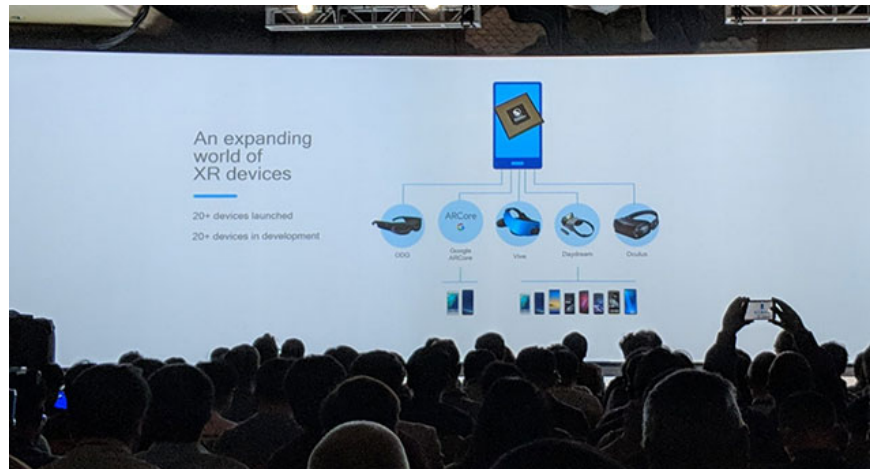 An expanding
world of
XR devices
20+ devices launched
20+ devices in development
ARCore
ODG
Google
ARCore
Vive
Daydream
Oculus